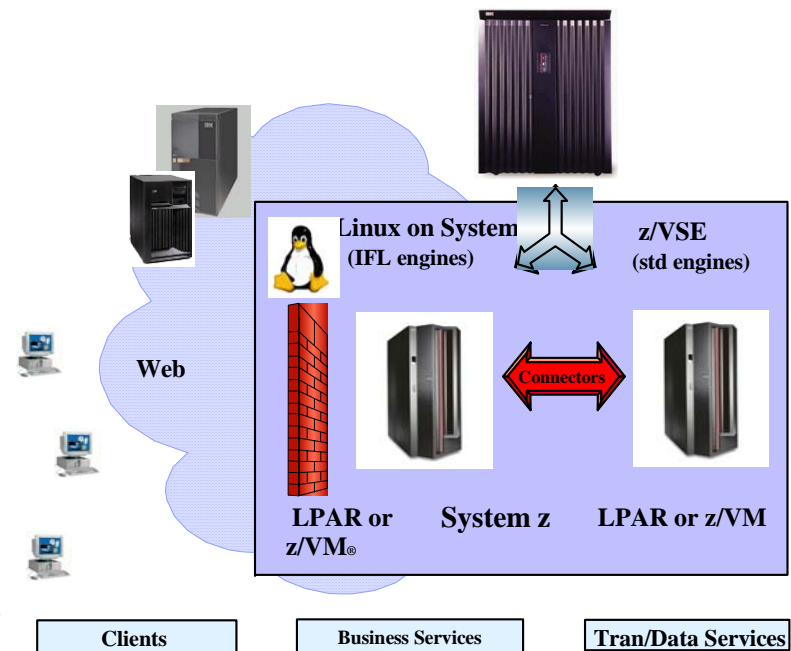 IBM
Linux on System
(IFL engines)
z/VSE
(std engines)
Web
Connectors
LPAR or
z/VM®
System z
LPAR or z/VM
Clients
Business Services
Tran/Data Services